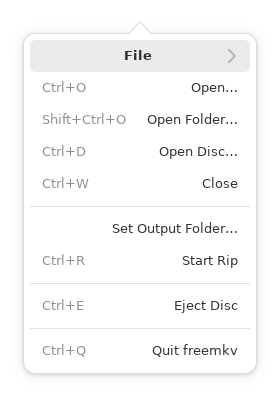 File
Ctrl+O Open...
Shift+Ctrl+O Open Folder...
Ctrl+D Open Disc...
Ctrl+W Close
Set Output Folder...
Ctrl+R Start Rip
Ctrl+E Eject Disc
Ctrl+Q Quit freemkv